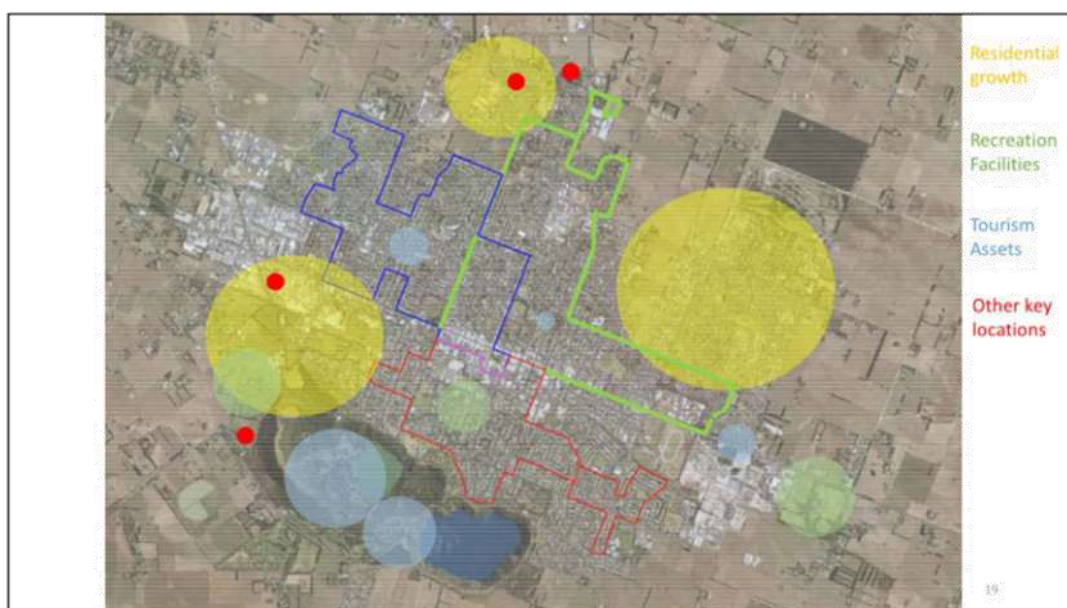 Residential
growth
Recreation
Facilities
Tourism
Assets
Other key
locations
19